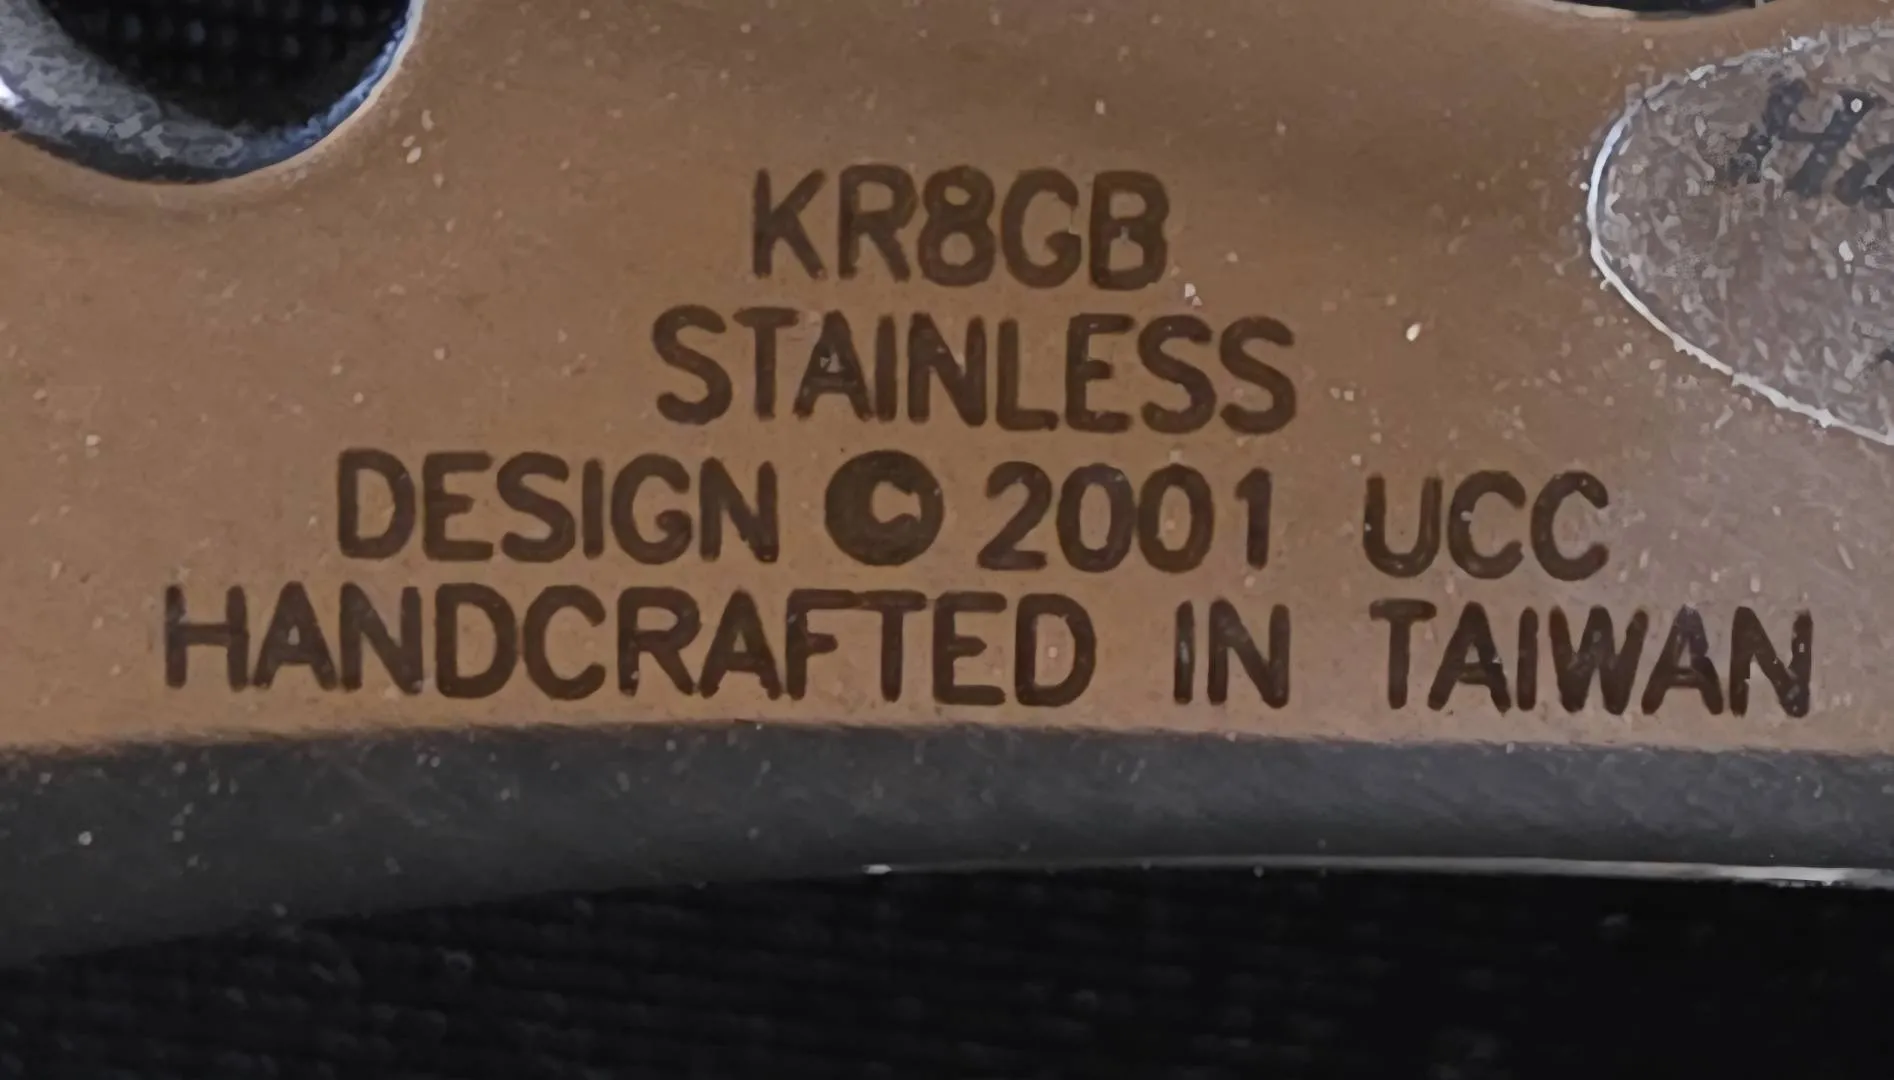 KR8GB
STAINLESS
DESIGN © 2001 UCC
HANDCRAFTED IN TAIWAN